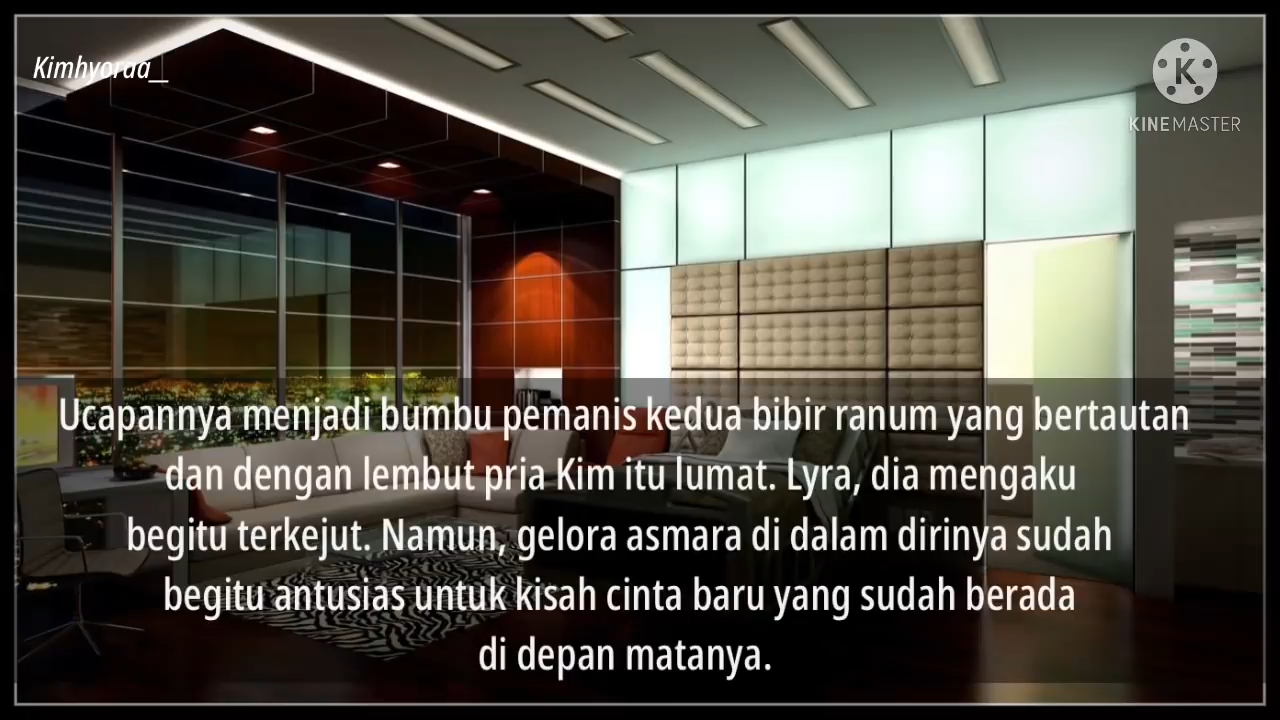 Kimhyoraa__
K
KINEMASTER
Ucapannya menjadi bumbu pemanis kedua bibir ranum yang bertautan
dan dengan lembut pria Kim itu lumat. Lyra, dia mengaku
begitu terkejut. Namun, gelora asmara di dalam dirinya sudah
begitu antusias untuk kisah cinta baru yang sudah berada
di depan matanya.